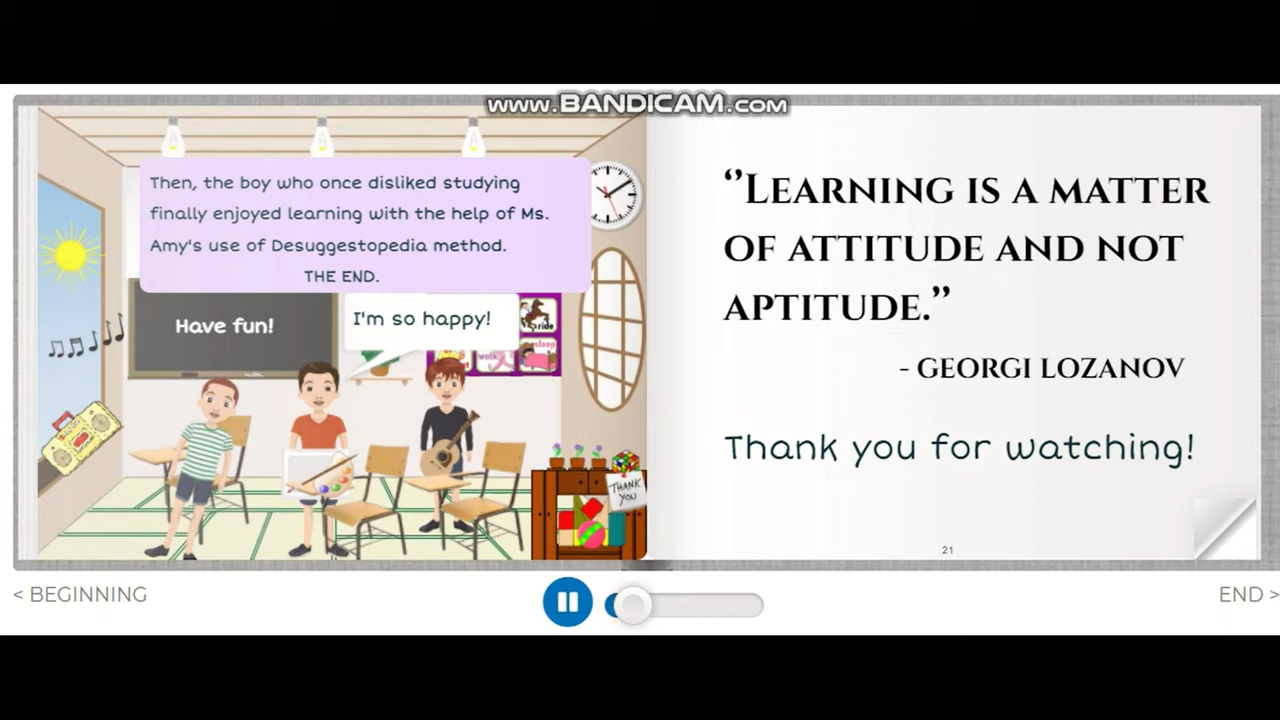 www.BANDICAM.com
Then, the boy who once disliked studying
finally enjoyed learning with the help of Ms.
Amy's use of Desuggestopedia method.
THE END.
Have fun!
I'm so happy!
ride
walk
sleep
THANK
YOU
‘’LEARNING IS A MATTER
OF ATTITUDE AND NOT
APTITUDE.’’
- GEORGI LOZANOV
Thank you for watching!
21
< BEGINNING
END >